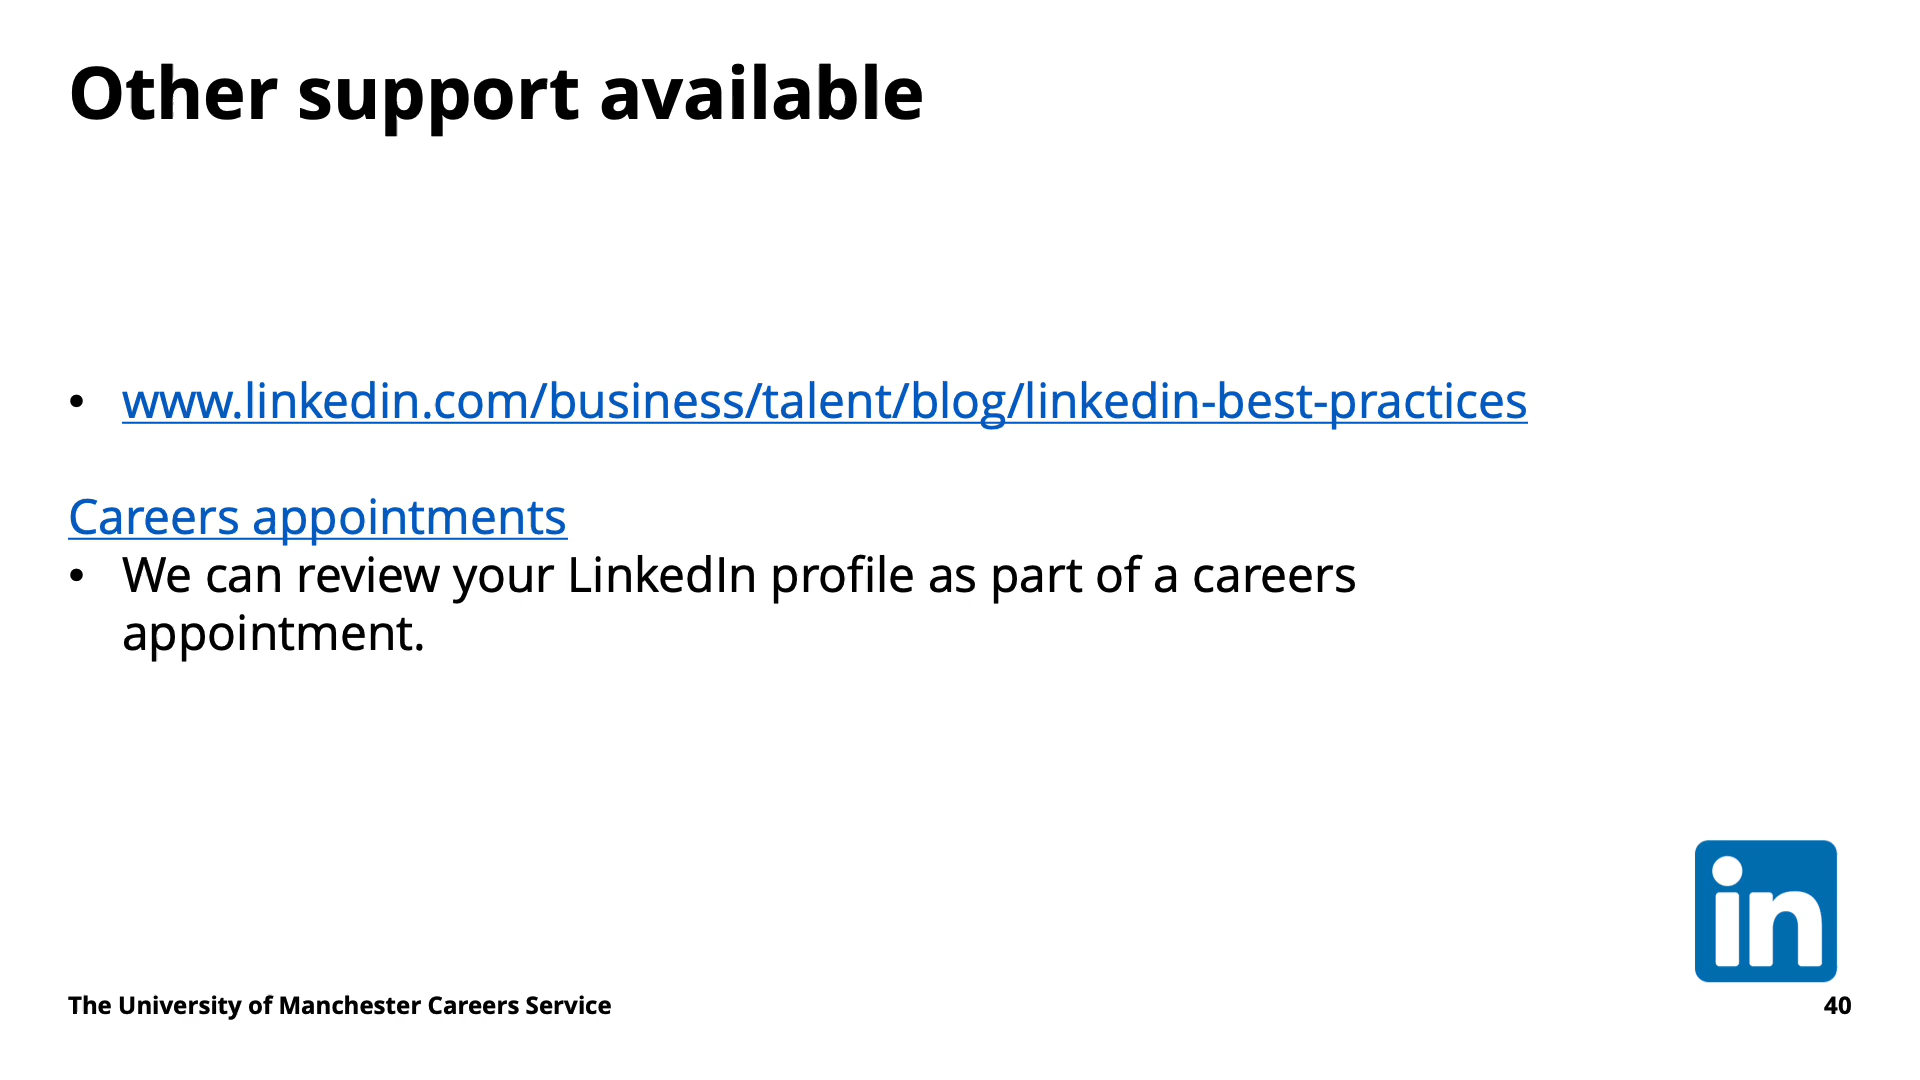 Other support available
• www.linkedin.com/business/talent/blog/linkedin-best-practices
Careers appointments
• We can review your LinkedIn profile as part of a careers
appointment.
in
The University of Manchester Careers Service
40